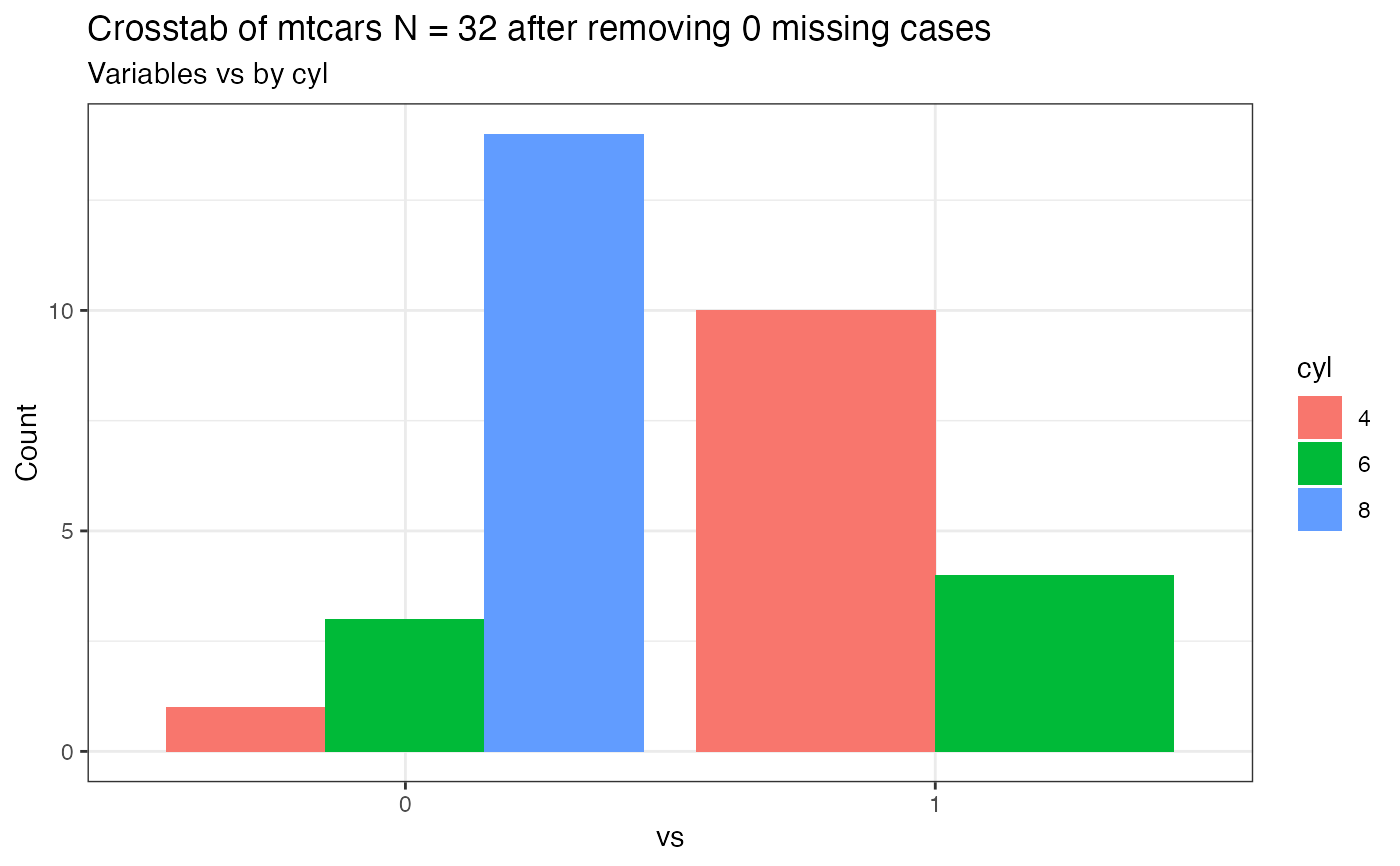 Crosstab of mtcars N = 32 after removing 0 missing cases
Variables vs by cyl
10
5
0
Count
0
1
vs
cyl
4
6
8